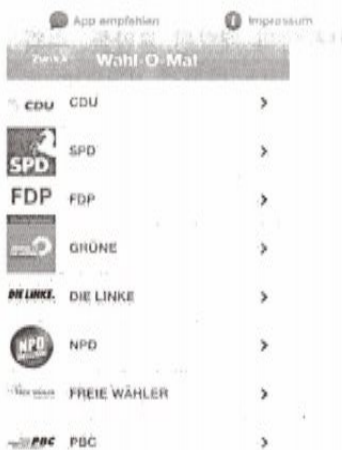 App empfehlen Impressum
Zurück Wahl-O-Mat
CDU CDU
SPD SPD
FDP FDP
GRÜNE
DIE LINKE. DIE LINKE
NPD NPD
FREIE WÄHLER
PBC PBC